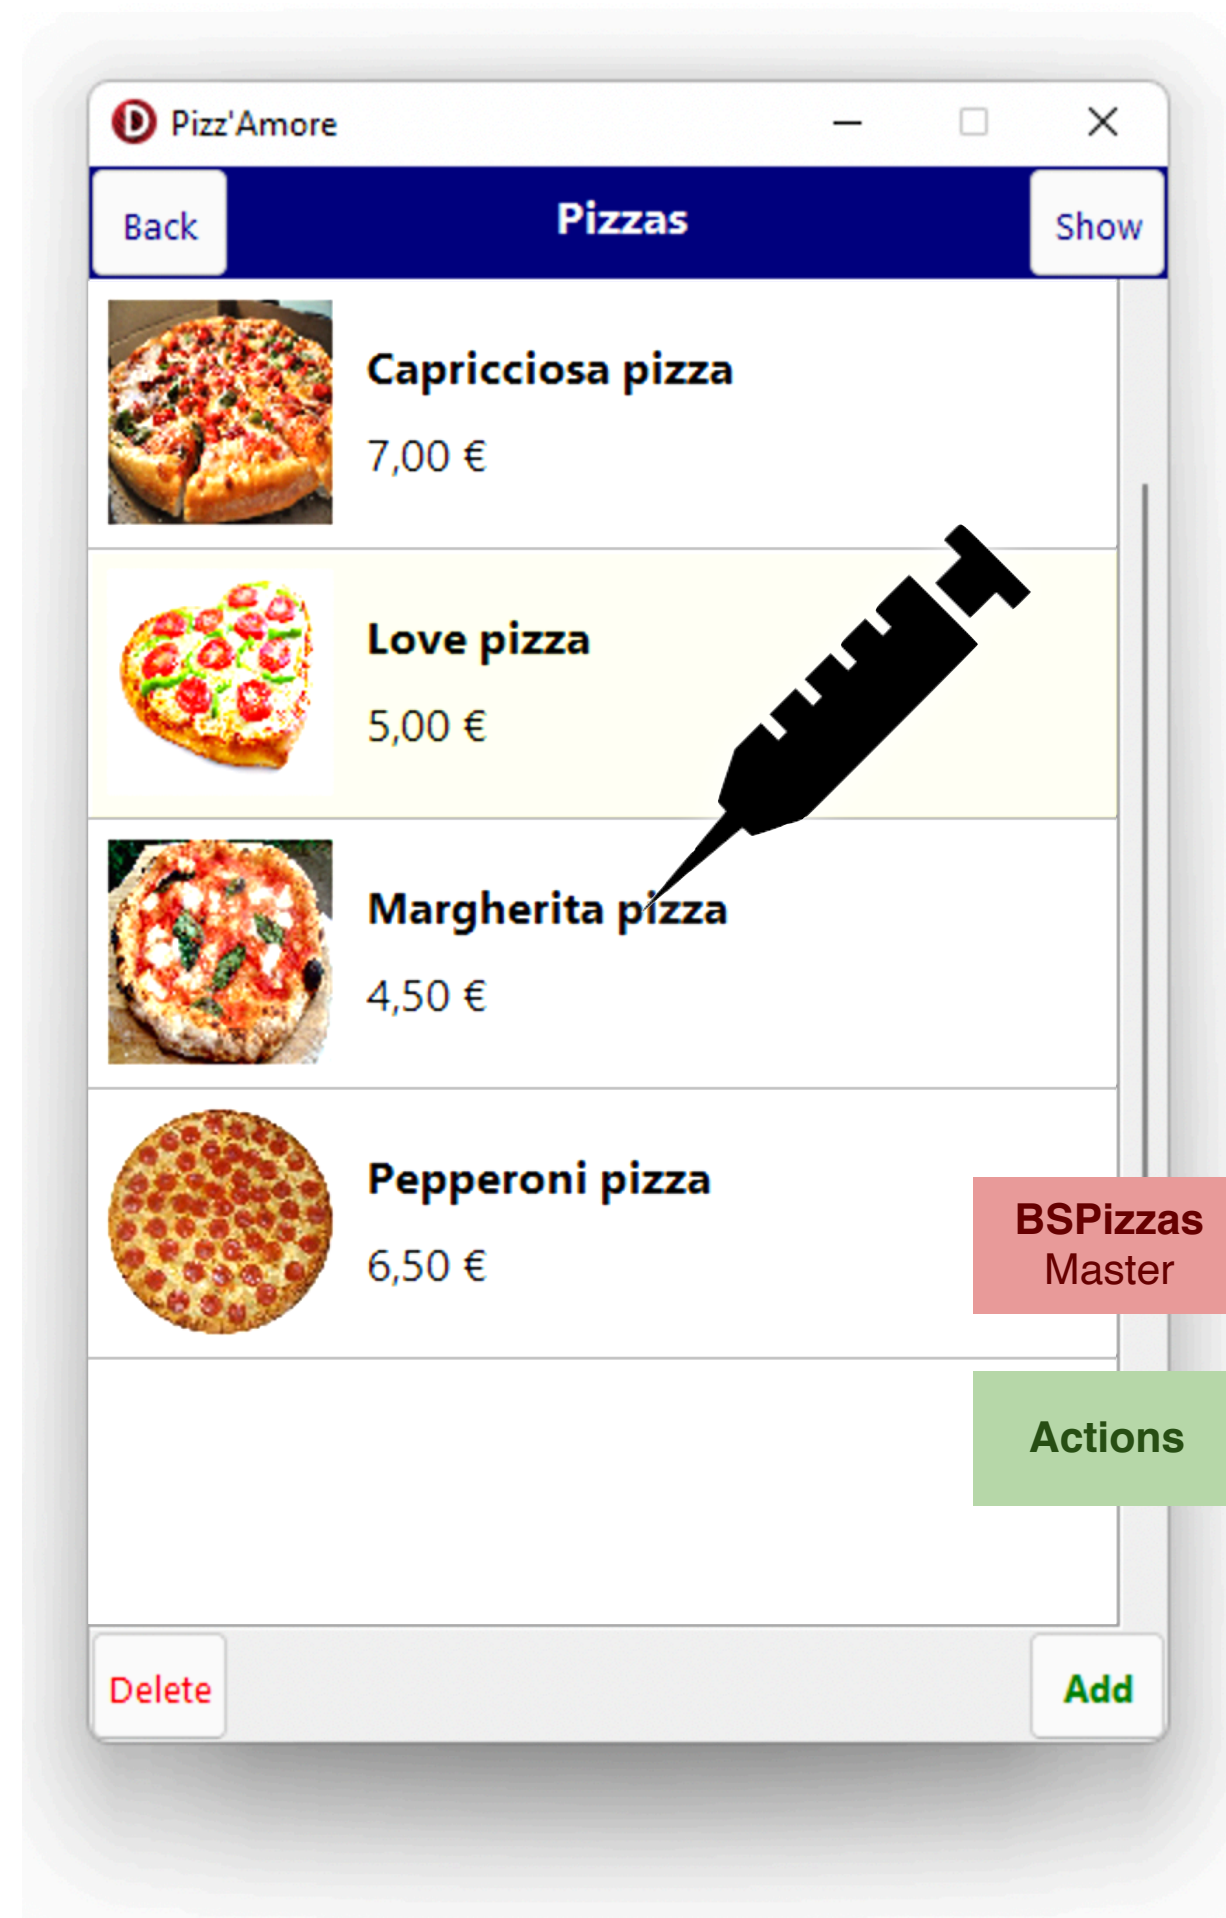 D Pizz'Amore
Back Pizzas Show
Capricciosa pizza
7,00 €
Love pizza
5,00 €
Margherita pizza
4,50 €
Pepperoni pizza
6,50 €
BSPizzas
Master
Actions
Delete Add